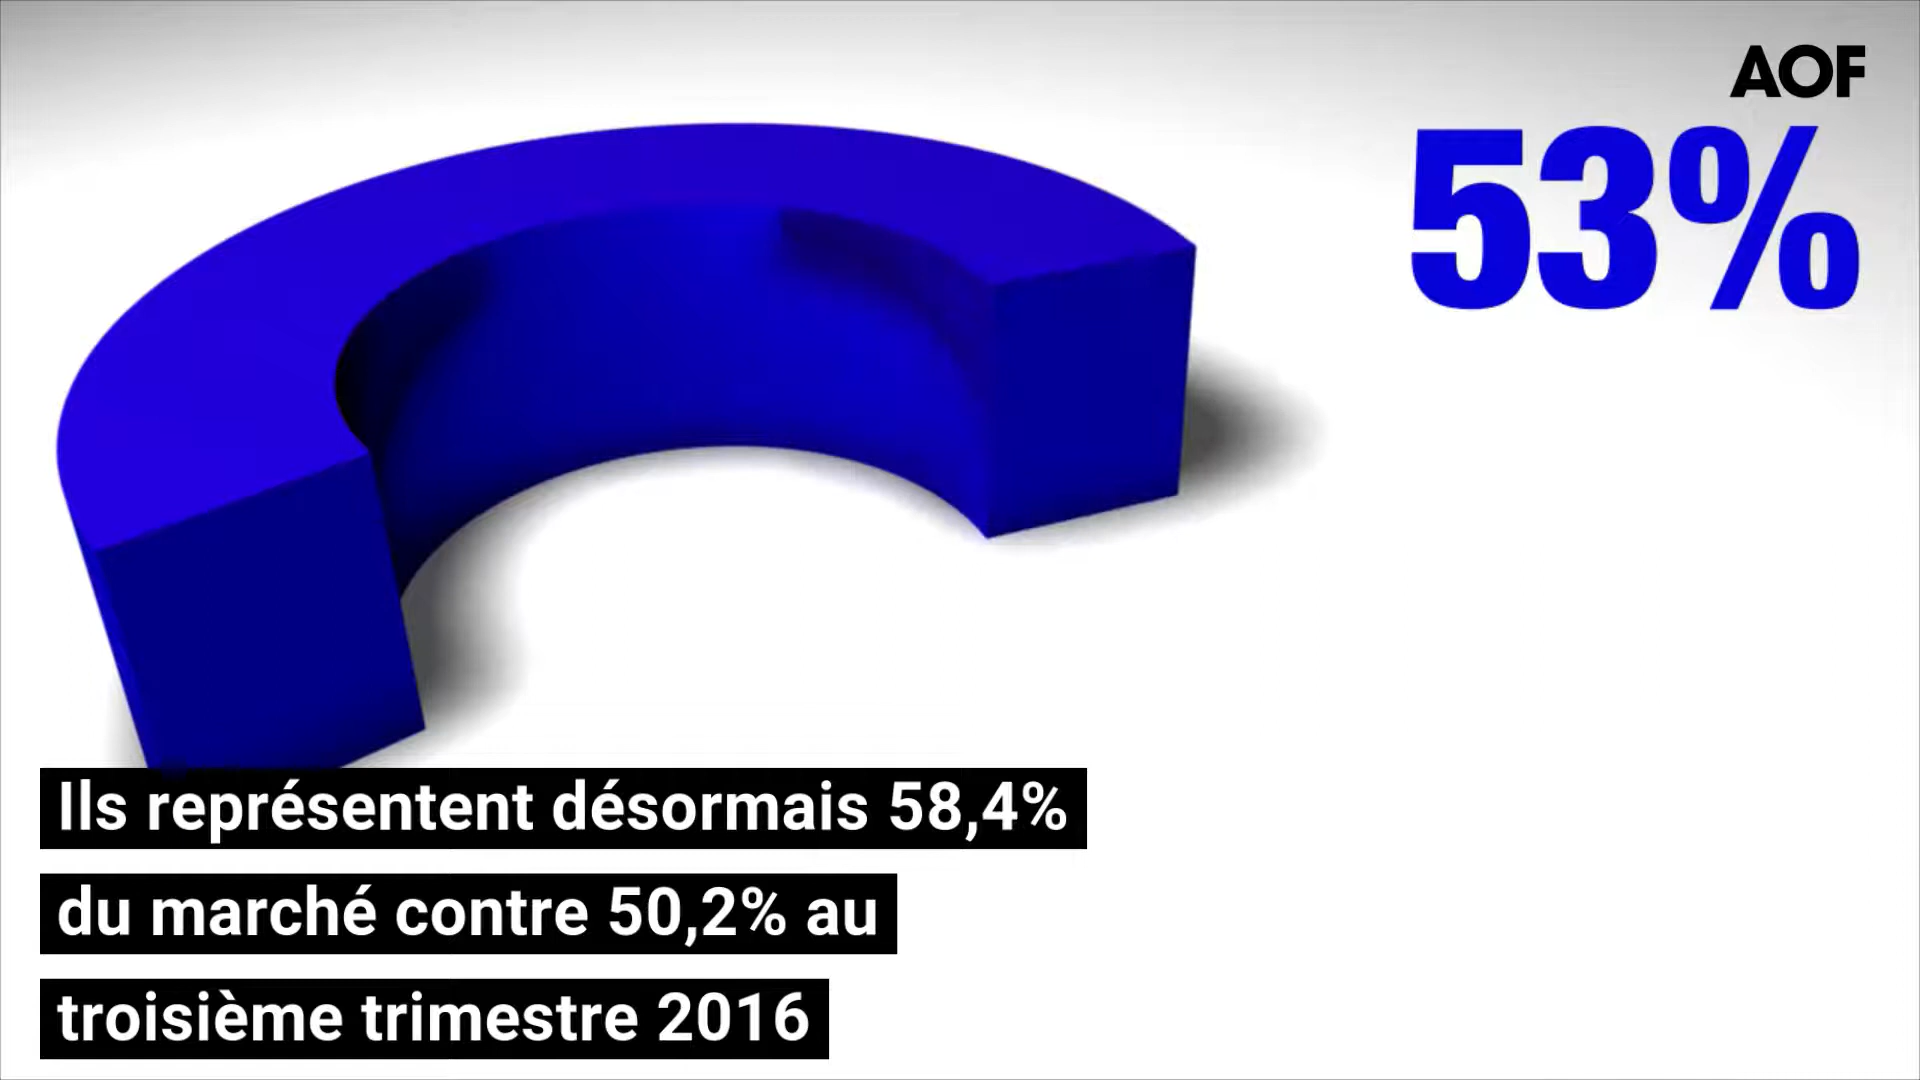 AOF
53%
Ils représentent désormais 58,4%
du marché contre 50,2% au
troisième trimestre 2016